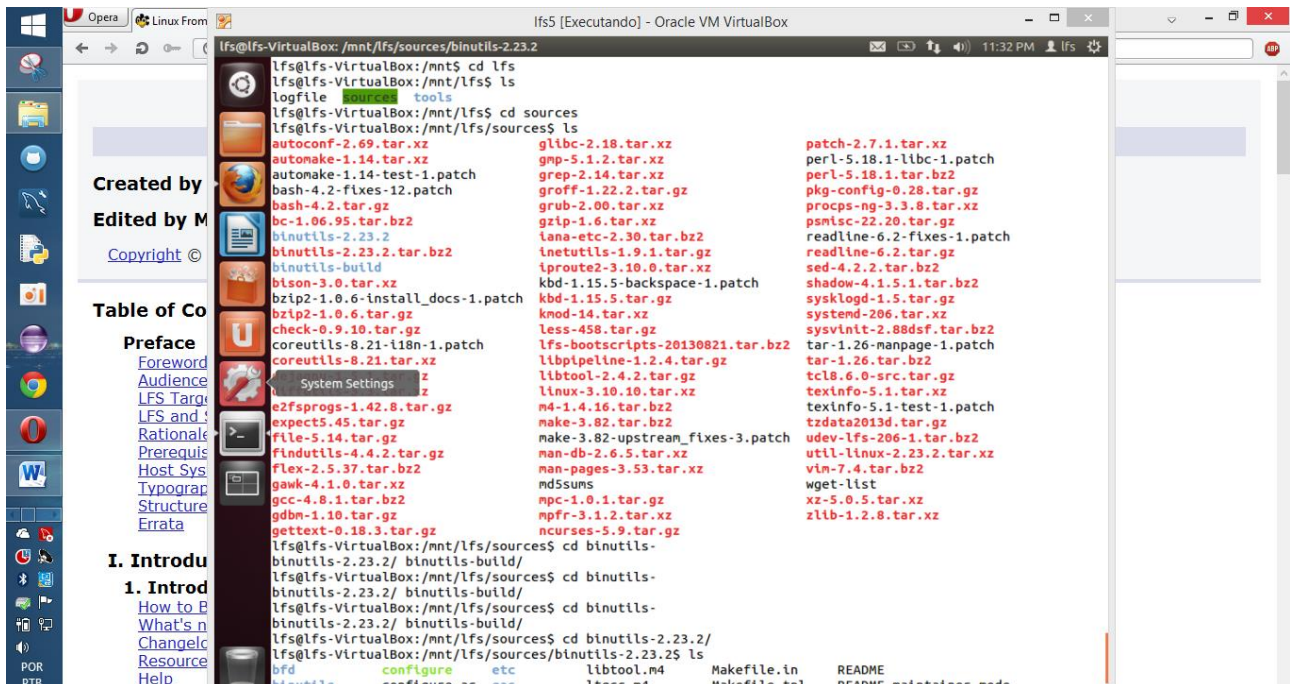 Opera
Linux From
lfs5 [Executando] - Oracle VM VirtualBox
lfs@lfs-VirtualBox: /mnt/lfs/sources/binutils-2.23.2
11:32 PM lfs
lfs@lfs-VirtualBox:/mnt$ cd lfs
lfs@lfs-VirtualBox:/mnt/lfs$ ls
logfile sources tools
lfs@lfs-VirtualBox:/mnt/lfs$ cd sources
lfs@lfs-VirtualBox:/mnt/lfs/sources$ ls
autoconf-2.69.tar.xz glibc-2.18.tar.xz patch-2.7.1.tar.xz
automake-1.14.tar.xz gmp-5.1.2.tar.xz perl-5.18.1-libc-1.patch
automake-1.14-test-1.patch grep-2.14.tar.xz perl-5.18.1.tar.bz2
bash-4.2-fixes-12.patch groff-1.22.2.tar.gz pkg-config-0.28.tar.gz
bash-4.2.tar.gz grub-2.00.tar.xz procps-ng-3.3.8.tar.xz
bc-1.06.95.tar.bz2 gzip-1.6.tar.xz psmisc-22.20.tar.gz
binutils-2.23.2 iana-etc-2.30.tar.bz2 readline-6.2-fixes-1.patch
binutils-2.23.2.tar.bz2 inetutils-1.9.1.tar.gz readline-6.2.tar.gz
binutils-build iproute2-3.10.0.tar.xz sed-4.2.2.tar.bz2
bison-3.0.tar.xz kbd-1.15.5-backspace-1.patch shadow-4.1.5.1.tar.bz2
bzip2-1.0.6-install_docs-1.patch kbd-1.15.5.tar.gz sysklogd-1.5.tar.gz
bzip2-1.0.6.tar.gz kmod-14.tar.xz systemd-206.tar.xz
check-0.9.10.tar.gz less-458.tar.gz sysvinit-2.88dsf.tar.bz2
coreutils-8.21-i18n-1.patch lfs-bootscripts-20130821.tar.bz2 tar-1.26-manpage-1.patch
coreutils-8.21.tar.xz libpipeline-1.2.4.tar.gz tar-1.26.tar.bz2
libtool-2.4.2.tar.gz tcl8.6.0-src.tar.gz
System Settings
linux-3.10.10.tar.xz texinfo-5.1.tar.xz
e2fsprogs-1.42.8.tar.gz m4-1.4.16.tar.bz2 texinfo-5.1-test-1.patch
expect5.45.tar.gz make-3.82.tar.bz2 tzdata2013d.tar.gz
file-5.14.tar.gz make-3.82-upstream_fixes-3.patch udev-lfs-206-1.tar.bz2
findutils-4.4.2.tar.gz man-db-2.6.5.tar.xz util-linux-2.23.2.tar.xz
flex-2.5.37.tar.bz2 man-pages-3.53.tar.xz vim-7.4.tar.bz2
gawk-4.1.0.tar.xz md5sums wget-list
gcc-4.8.1.tar.bz2 mpc-1.0.1.tar.gz xz-5.0.5.tar.xz
gdbm-1.10.tar.gz mpfr-3.1.2.tar.xz zlib-1.2.8.tar.xz
gettext-0.18.3.tar.gz ncurses-5.9.tar.gz
lfs@lfs-VirtualBox:/mnt/lfs/sources$ cd binutils-
binutils-2.23.2/ binutils-build/
lfs@lfs-VirtualBox:/mnt/lfs/sources$ cd binutils-
binutils-2.23.2/ binutils-build/
lfs@lfs-VirtualBox:/mnt/lfs/sources$ cd binutils-
binutils-2.23.2/ binutils-build/
lfs@lfs-VirtualBox:/mnt/lfs/sources$ cd binutils-2.23.2/
lfs@lfs-VirtualBox:/mnt/lfs/sources/binutils-2.23.2$ ls
bfd configure etc libtool.m4 Makefile.in README
Created by
Edited by M
Copyright ©
Table of Co
Preface
Foreword
Audience
LFS Targe
LFS and S
Rationale
Prerequis
Host Sys
Typograp
Structure
Errata
I. Introdu
1. Introd
How to B
What's n
Changelo
Resource
Help
ABP
POR
PTB